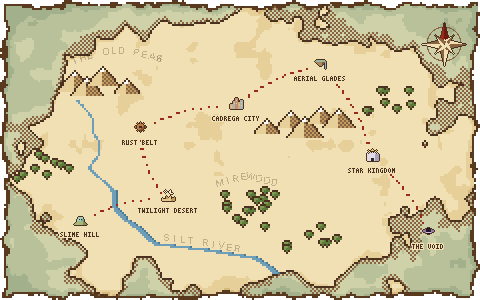 THE OLD PEAS
AERIAL GLADES
CADREGA CITY
RUST BELT
STAR KINGDOM
MIREWOOD
TWILIGHT DESERT
SLIME HILL
SILT RIVER
THE VOID